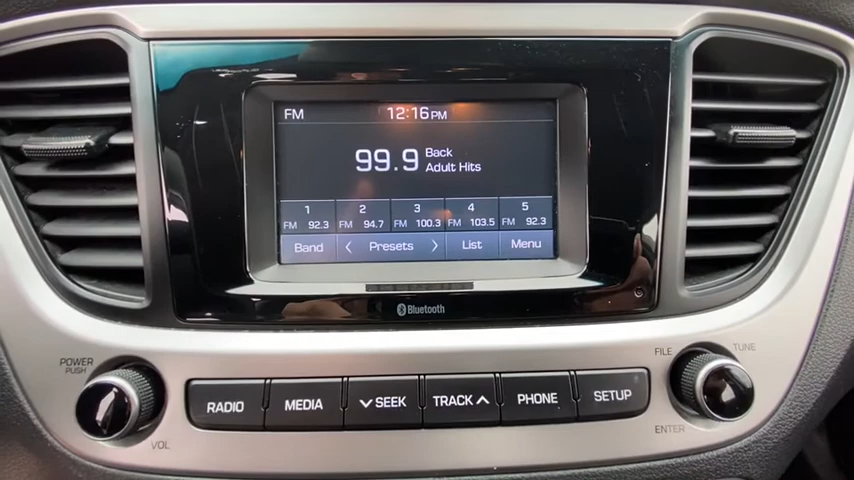 FM 12:16 PM
99.9 Back
Adult Hits
1 2 3 4 5
FM 92.3 FM 94.7 FM 100.3 FM 103.5 FM 92.3
Band < Presets > List Menu
Bluetooth
POWER
PUSH
VOL
RADIO MEDIA SEEK TRACK PHONE SETUP
FILE TUNE
ENTER